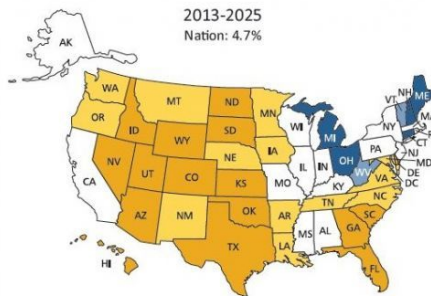 2013-2025
Nation: 4.7%
AK
WA
OR
CA
NV
ID
MT
WY
UT
AZ
CO
NM
ND
SD
NE
KS
OK
TX
MN
IA
MO
AR
LA
WI
IL
MS
MI
IN
OH
KY
TN
AL
GA
FL
SC
NC
VA
WV
PA
NY
VT
NH
ME
MA
CT
NJ
DE
MD
DC
HI